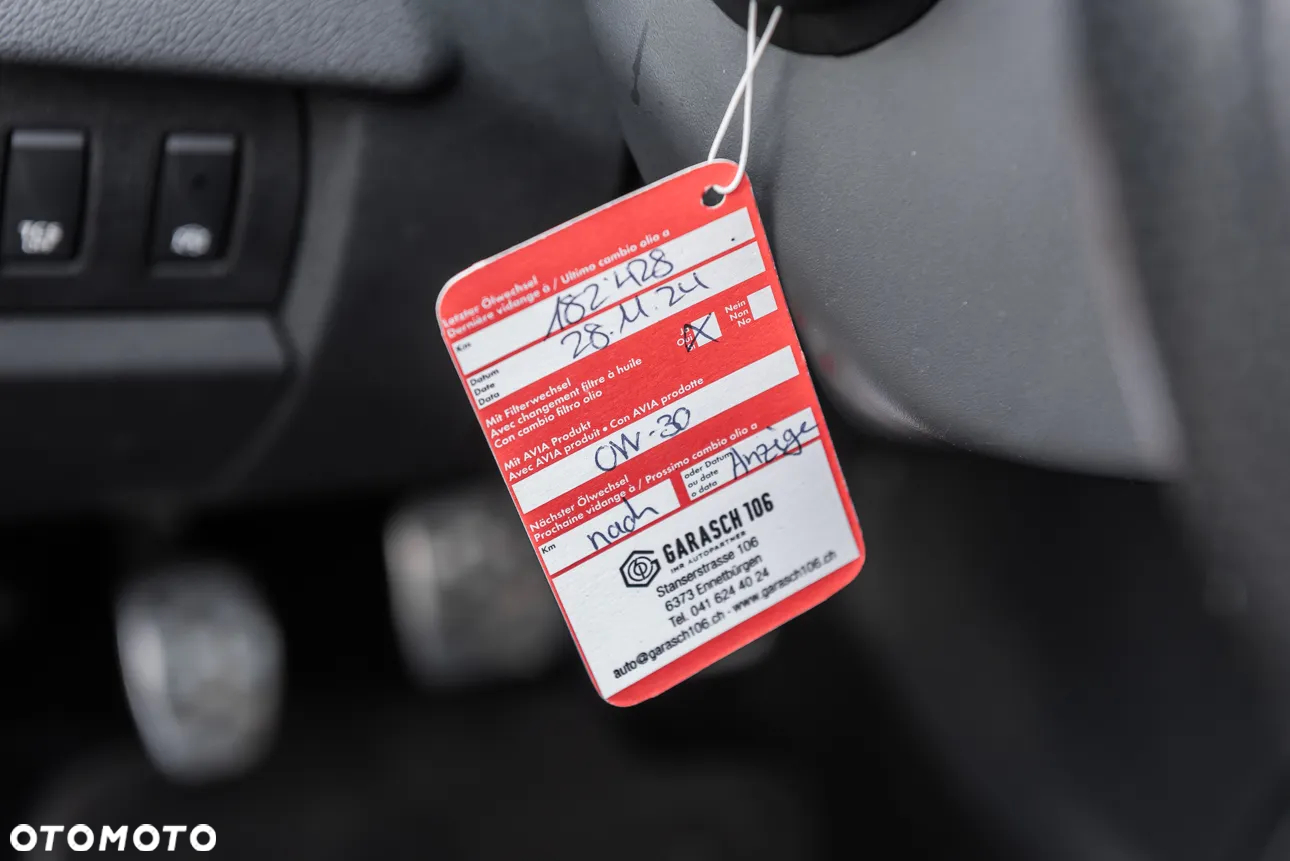 Letzter Ölwechsel
Dernière vidange à / Ultimo cambio olio a
Km 182'428
Datum
Date
Data
28.11.24
Mit Filterwechsel
Avec changement filtre à huile
Con cambio filtro olio
Ja
Oui
X
Nein
Non
No
Mit AVIA Produkt
Avec AVIA produit • Con AVIA prodotte
0W-30
Nächster Ölwechsel
Prochaine vidange à / Prossimo cambio olio a
Km nach
oder Datum
ou date
o data
Anzeige
GARASCH 106
IHR AUTOPARTNER
Stanserstrasse 106
6373 Ennetbürgen
Tel. 041 624 40 24
auto@garasch106.ch - www.garasch106.ch
OTOMOTO